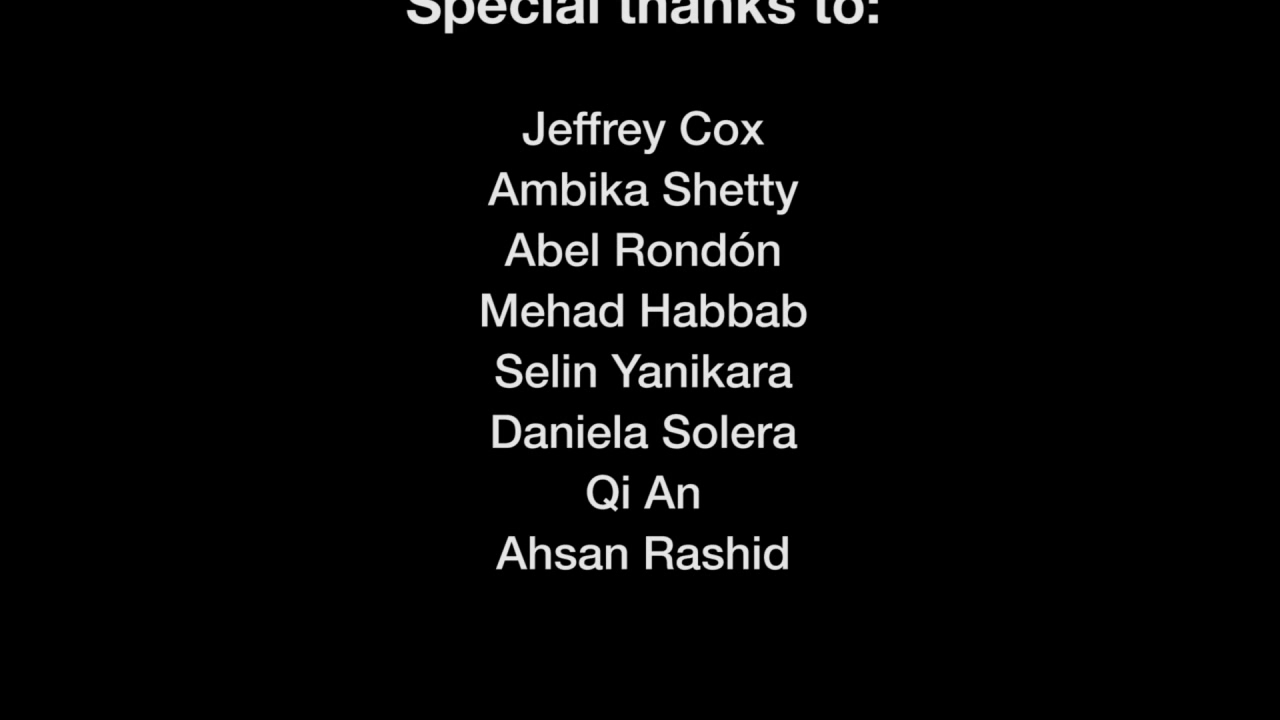 Special thanks to:
Jeffrey Cox
Ambika Shetty
Abel Rondón
Mehad Habbab
Selin Yanikara
Daniela Solera
Qi An
Ahsan Rashid